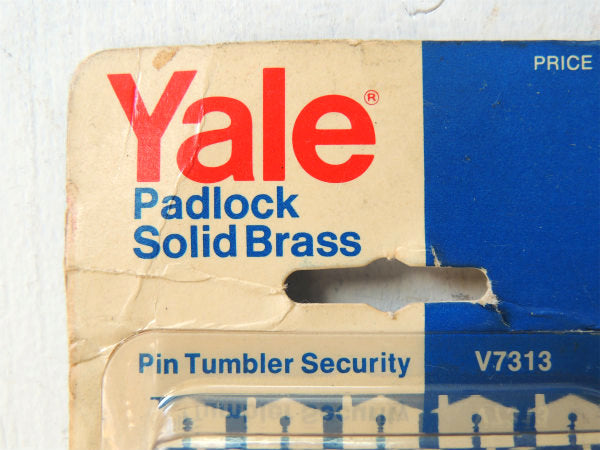 PRICE
Yale®
Padlock
Solid Brass
Pin Tumbler Security V7313